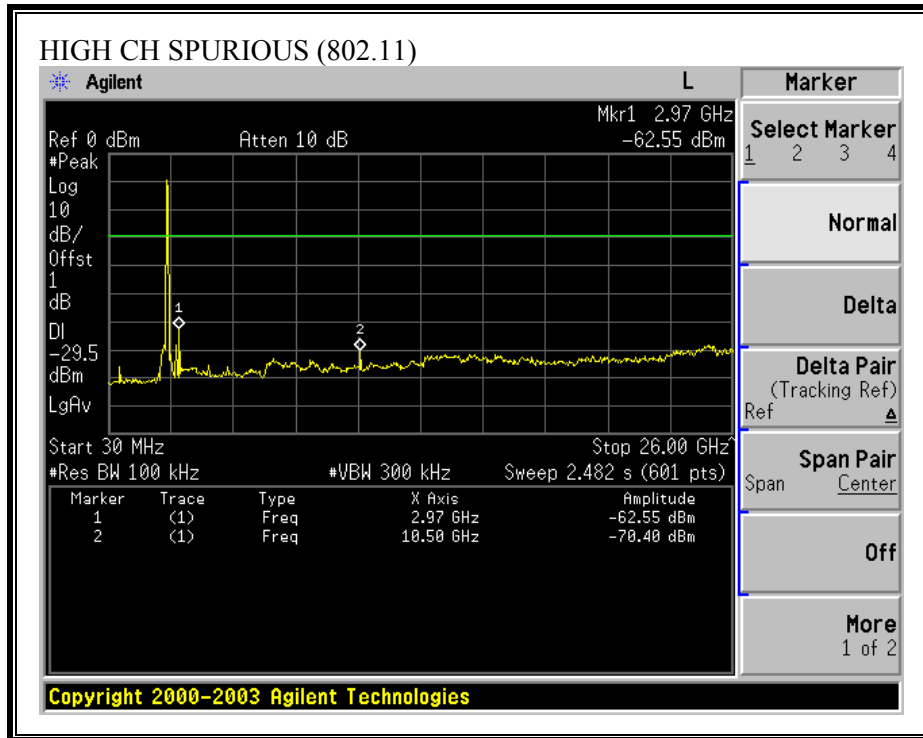 HIGH CH SPURIOUS (802.11)
Agilent L
Mkr1 2.97 GHz
Ref 0 dBm Atten 10 dB -62.55 dBm
#Peak
Log
10
dB/
Offst
1
dB
DI
-29.5
dBm
LgAv
1
2
Start 30 MHz Stop 26.00 GHz^
#Res BW 100 kHz #VBW 300 kHz Sweep 2.482 s (601 pts)
Marker Trace Type X Axis Amplitude
1 (1) Freq 2.97 GHz -62.55 dBm
2 (1) Freq 10.50 GHz -70.40 dBm
Copyright 2000-2003 Agilent Technologies
Marker
Select Marker
1 2 3 4
Normal
Delta
Delta Pair
(Tracking Ref)
Ref Δ
Span Pair
Span Center
Off
More
1 of 2